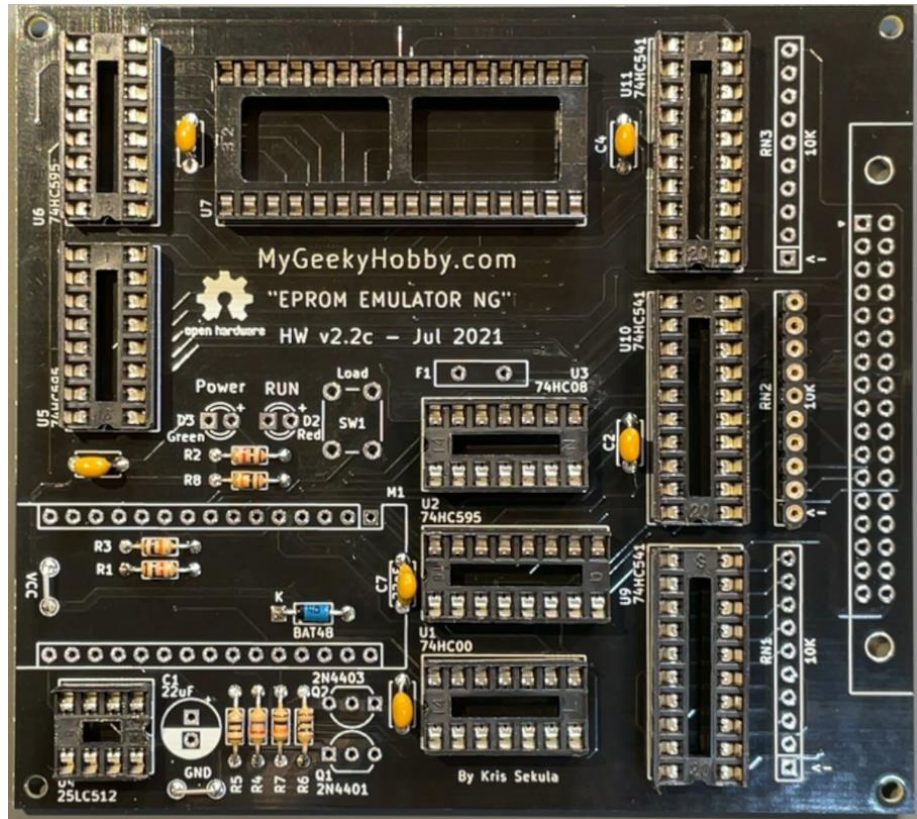 U6
74HC595
U7
C4
U11
74HC541
RN3
10K
MyGeekyHobby.com
open hardware
"EPROM EMULATOR NG"
HW v2.2c – Jul 2021
U5
Power
RUN
Load
D3
Green
D2
Red
SW1
F1
U3
74HC08
U10
74HC541
RN2
10K
C2
20
R2
R8
M1
U2
74HC595
R3
R1
VCC
K
BAT48
C7
U1
74HC00
U9
74HC541
RN1
10K
C1
22uF
2N4403
Q2
R5
R4
R7
R6
Q1
2N4401
GND
25LC512
By Kris Sekula